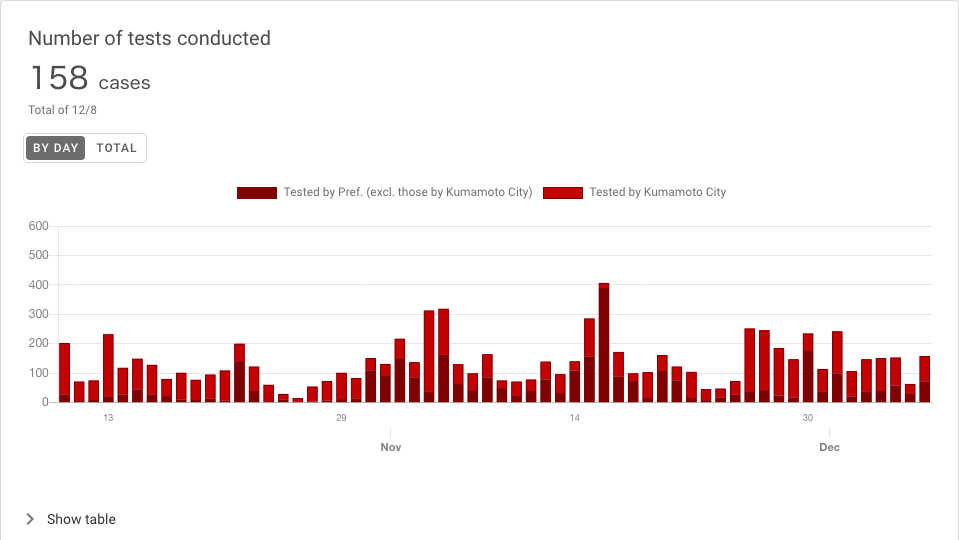 Number of tests conducted
158 cases
Total of 12/8
BY DAY TOTAL
Tested by Pref. (excl. those by Kumamoto City) Tested by Kumamoto City
600
500
400
300
200
100
0
13 29 14 30
Nov Dec
Show table